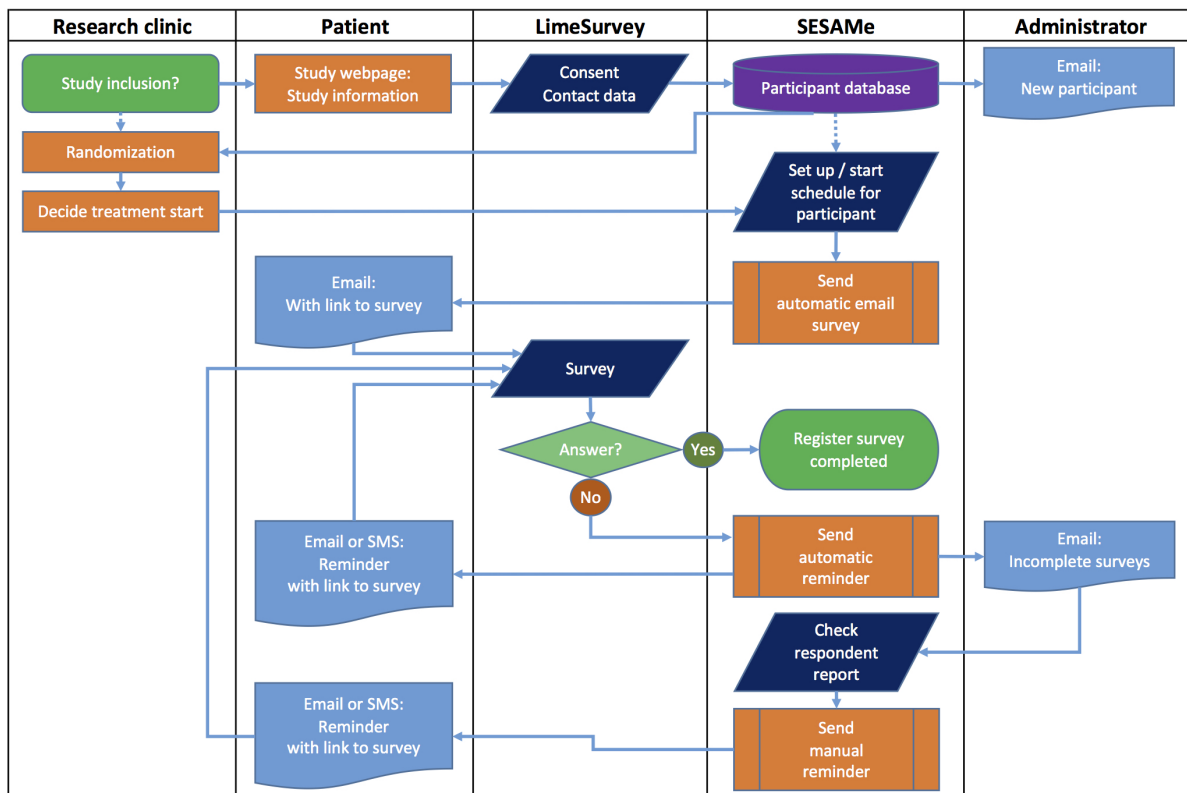 Research clinic
Patient
LimeSurvey
SESAMe
Administrator
Study inclusion?
Study webpage:
Study information
Consent
Contact data
Participant database
Email:
New participant
Randomization
Set up / start
schedule for
participant
Decide treatment start
Email:
With link to survey
Send
automatic email
survey
Survey
Answer?
Yes
Register survey
completed
No
Email or SMS:
Reminder
with link to survey
Send
automatic
reminder
Email:
Incomplete surveys
Check
respondent
report
Email or SMS:
Reminder
with link to survey
Send
manual
reminder